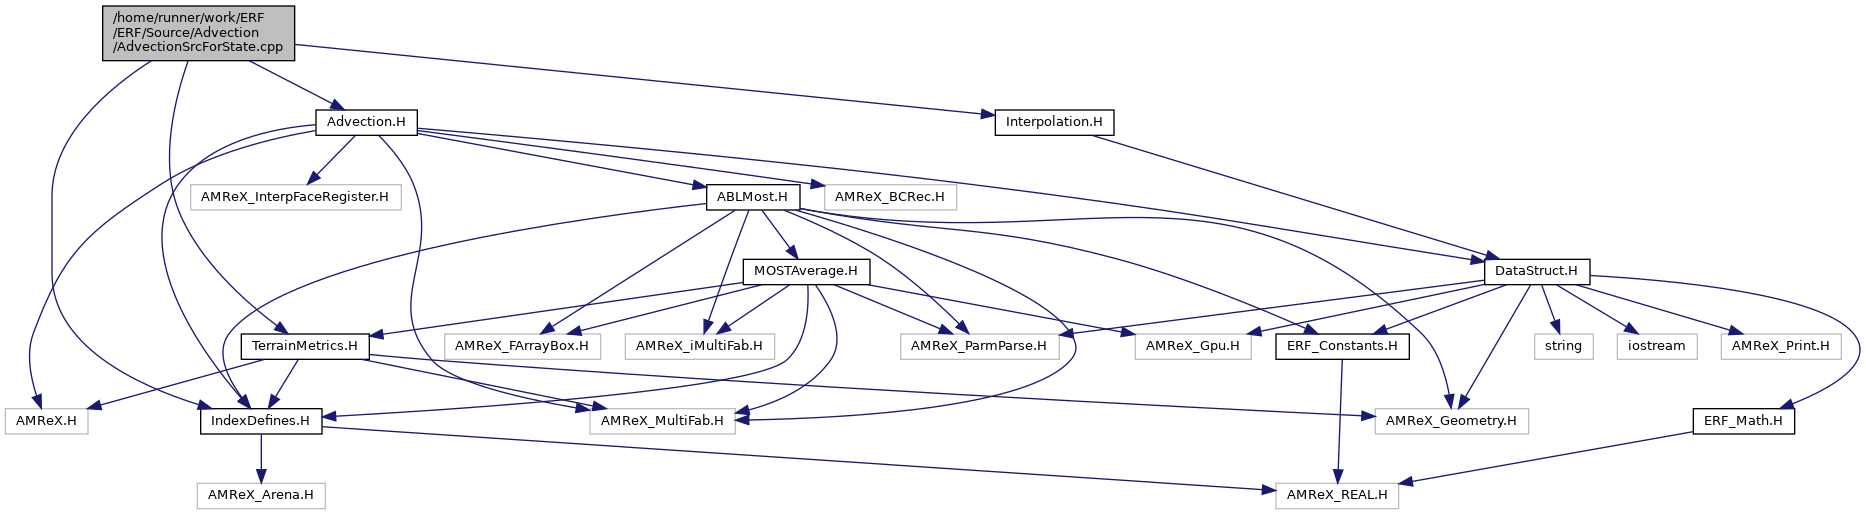 /home/runner/work/ERF
/ERF/Source/Advection
/AdvectionSrcForState.cpp
Advection.H
Interpolation.H
AMReX_InterpFaceRegister.H
ABLMost.H
AMReX_BCRec.H
MOSTAverage.H
DataStruct.H
TerrainMetrics.H
AMReX_FArrayBox.H
AMReX_iMultiFab.H
AMReX_ParmParse.H
AMReX_Gpu.H
ERF_Constants.H
string
iostream
AMReX_Print.H
AMReX.H
IndexDefines.H
AMReX_MultiFab.H
AMReX_Geometry.H
ERF_Math.H
AMReX_Arena.H
AMReX_REAL.H